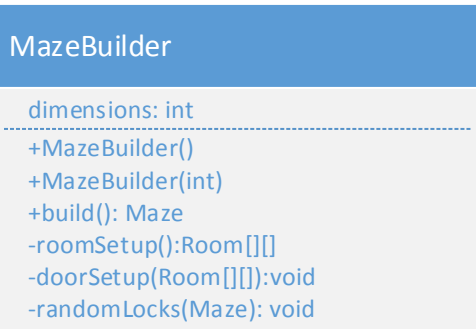 MazeBuilder
dimensions: int
+MazeBuilder()
+MazeBuilder(int)
+build(): Maze
-roomSetup():Room[][]
-doorSetup(Room[][]):void
-randomLocks(Maze): void